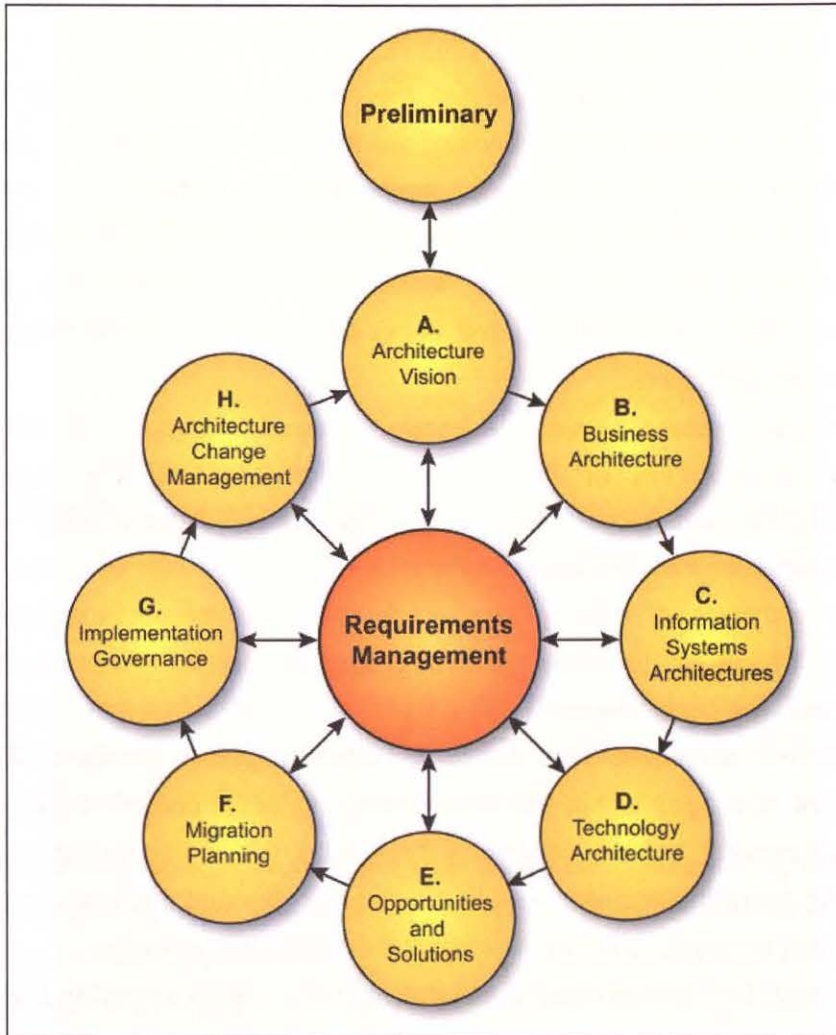 Preliminary
A.
Architecture
Vision
B.
Business
Architecture
C.
Information
Systems
Architectures
D.
Technology
Architecture
E.
Opportunities
and
Solutions
F.
Migration
Planning
G.
Implementation
Governance
H.
Architecture
Change
Management
Requirements
Management